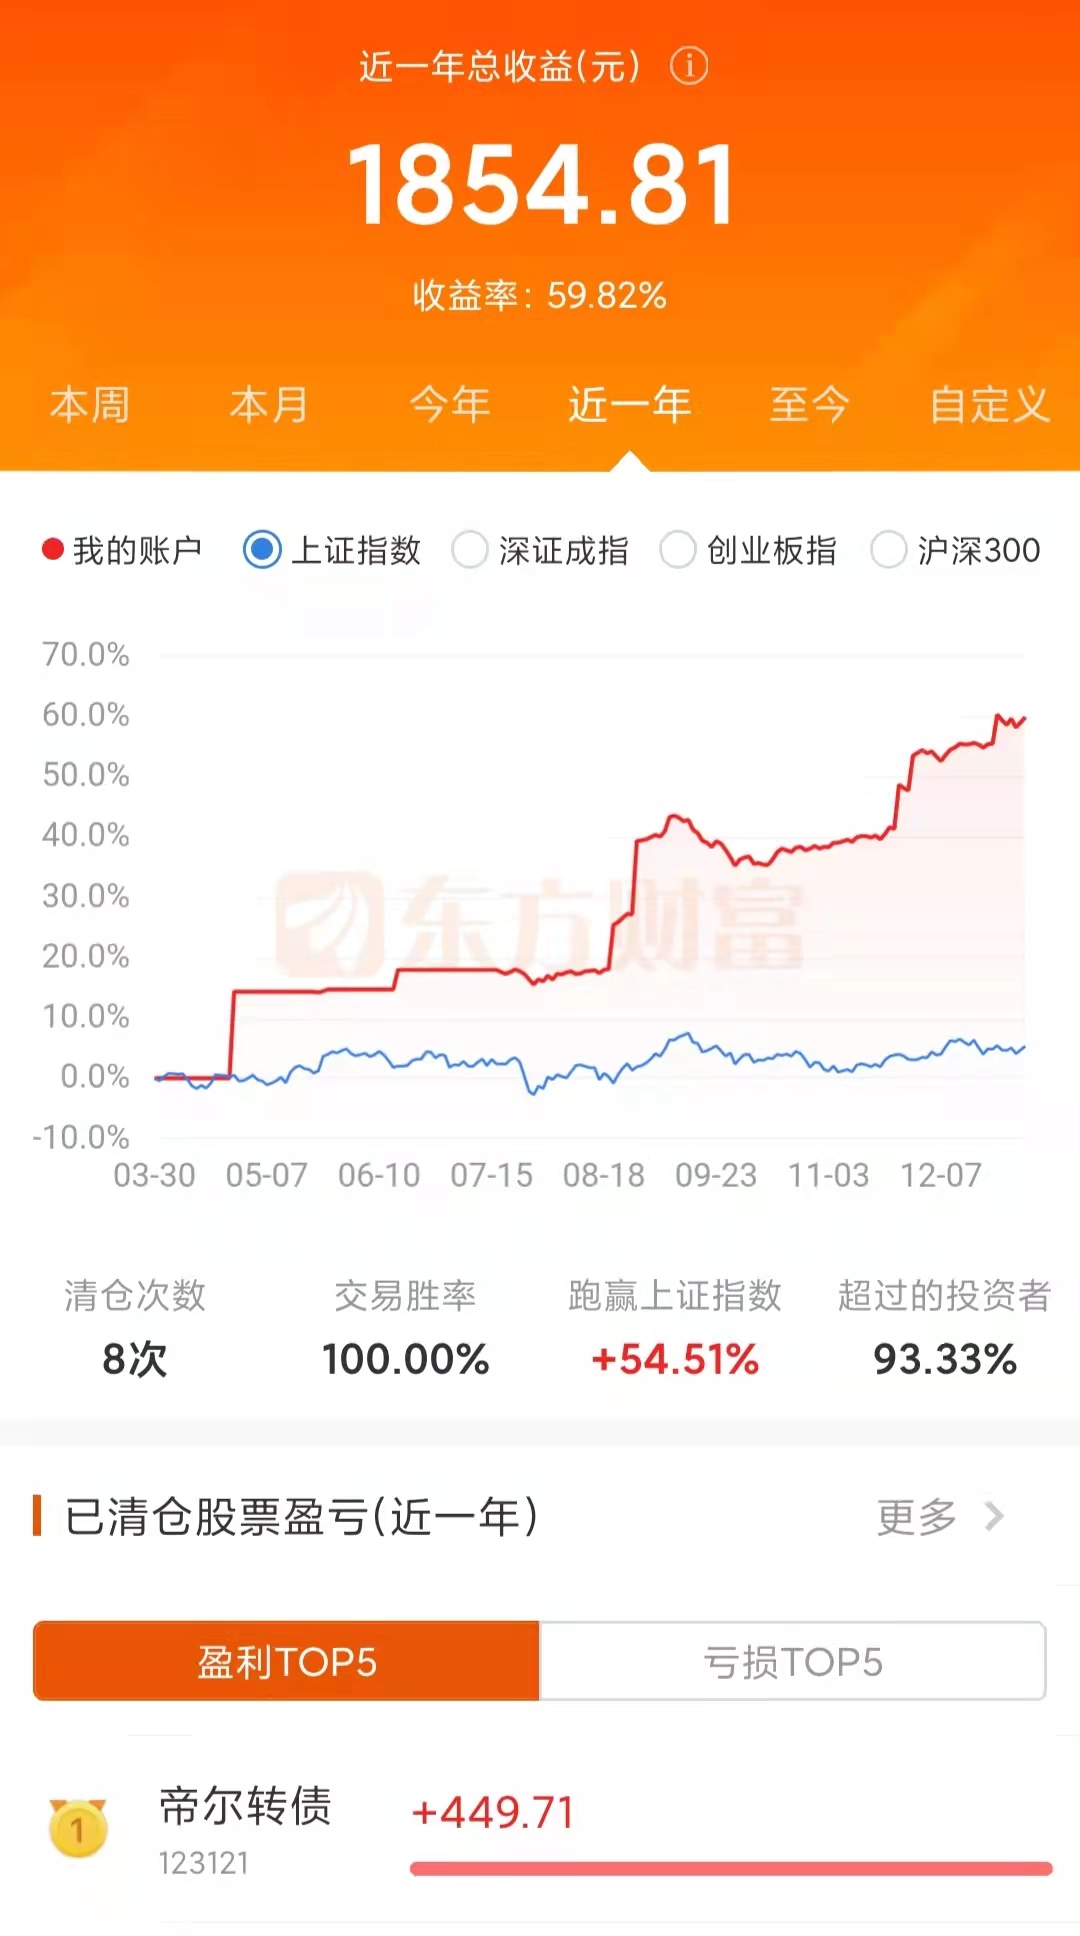 近一年总收益(元)
1854.81
收益率: 59.82%
本周 本月 今年 近一年 至今 自定义
我的账户 上证指数 深证成指 创业板指 沪深300
70.0%
60.0%
50.0%
40.0%
30.0%
20.0%
10.0%
0.0%
-10.0%
东方财富
03-30 05-07 06-10 07-15 08-18 09-23 11-03 12-07
清仓次数 交易胜率 跑赢上证指数 超过的投资者
8次 100.00% +54.51% 93.33%
已清仓股票盈亏(近一年) 更多
盈利TOP5 亏损TOP5
1 帝尔转债 +449.71
123121